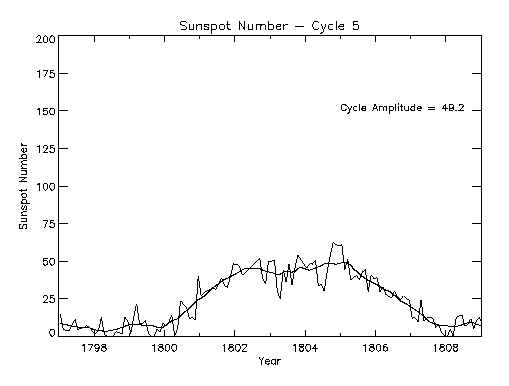 Sunspot Number — Cycle 5
200
175
150
Cycle Amplitude = 49.2
125
100
75
50
25
0
Sunspot Number
1798 1800 1802 1804 1806 1808
Year